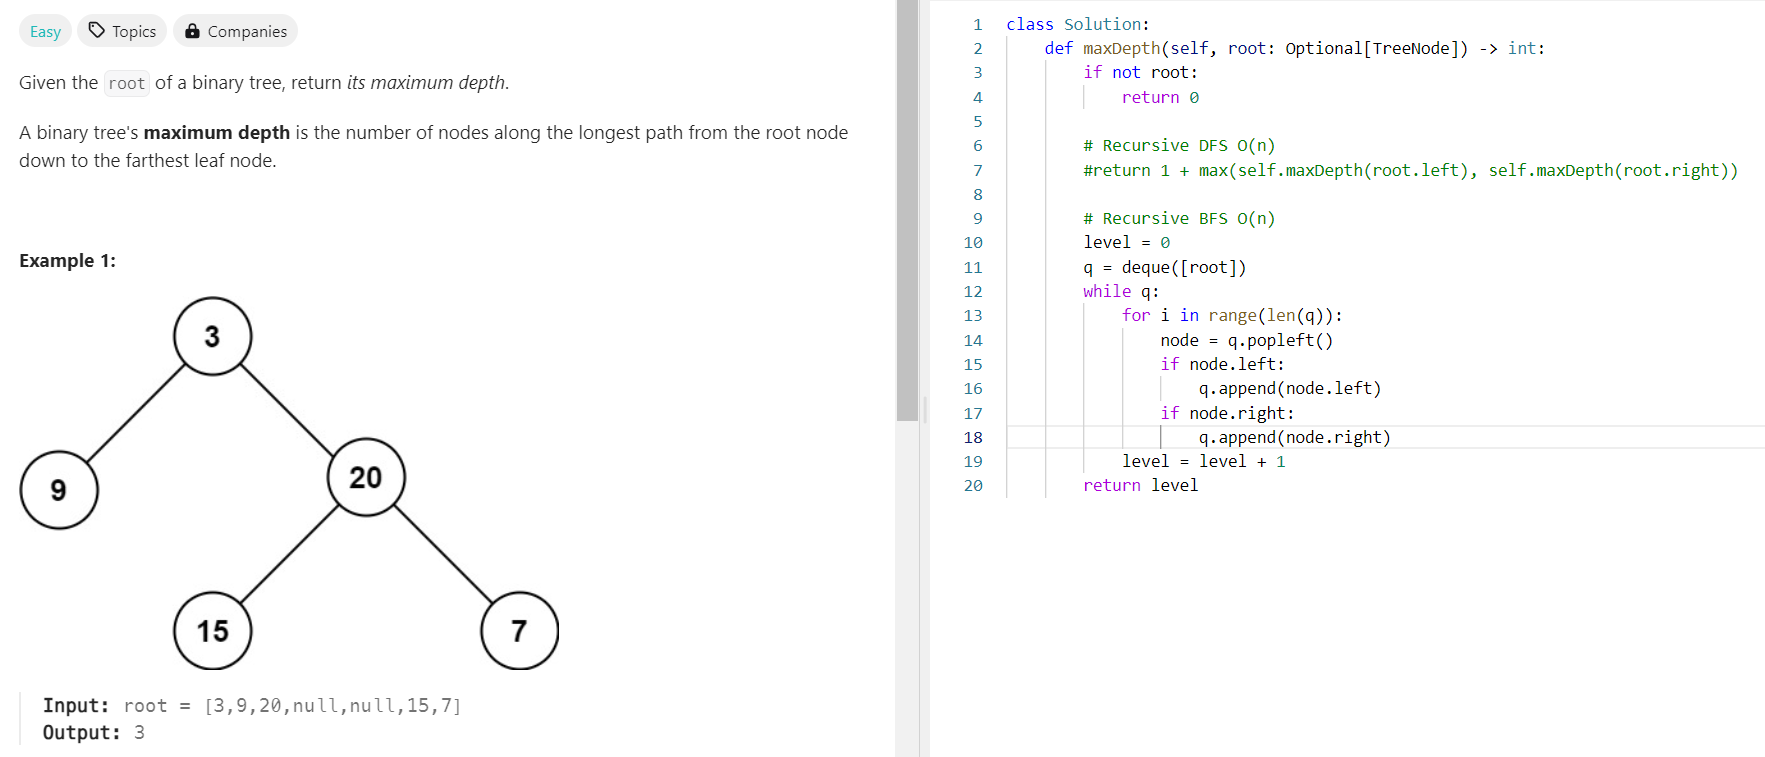 Easy Topics Companies
Given the root of a binary tree, return its maximum depth.
A binary tree's maximum depth is the number of nodes along the longest path from the root node
down to the farthest leaf node.
Example 1:
3
9
20
15
7
Input: root = [3,9,20,null,null,15,7]
Output: 3
1 class Solution:
2 def maxDepth(self, root: Optional[TreeNode]) -> int:
3 if not root:
4 return 0
5
6 # Recursive DFS O(n)
7 #return 1 + max(self.maxDepth(root.left), self.maxDepth(root.right))
8
9 # Recursive BFS O(n)
10 level = 0
11 q = deque([root])
12 while q:
13 for i in range(len(q)):
14 node = q.popleft()
15 if node.left:
16 q.append(node.left)
17 if node.right:
18 q.append(node.right)
19 level = level + 1
20 return level